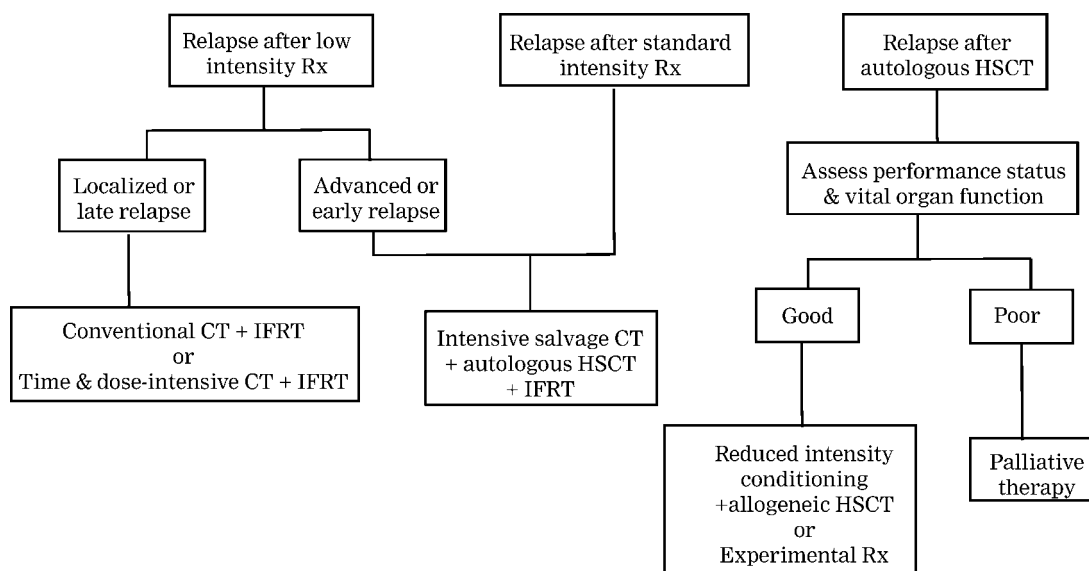 Relapse after low
intensity Rx
Relapse after standard
intensity Rx
Relapse after
autologous HSCT
Localized or
late relapse
Advanced or
early relapse
Assess performance status
& vital organ function
Conventional CT + IFRT
or
Time & dose-intensive CT + IFRT
Intensive salvage CT
+ autologous HSCT
+ IFRT
Good
Poor
Reduced intensity
conditioning
+allogeneic HSCT
or
Experimental Rx
Palliative
therapy